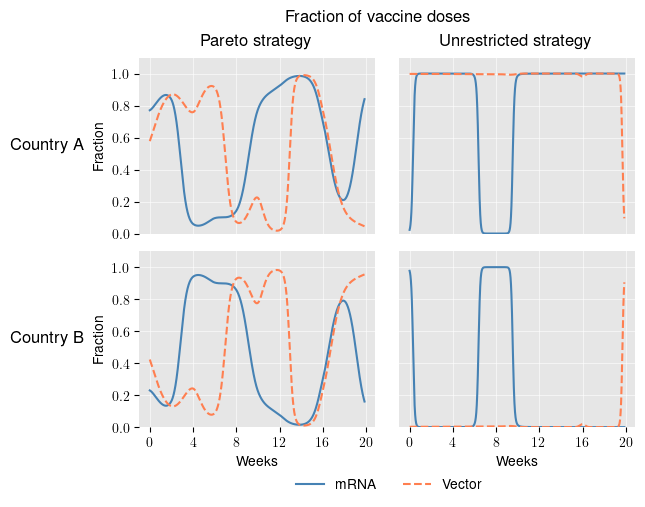 Fraction of vaccine doses
Pareto strategy Unrestricted strategy
Country A
Fraction
1.0
0.8
0.6
0.4
0.2
0.0
Country B
Fraction
1.0
0.8
0.6
0.4
0.2
0.0
0 4 8 12 16 20
0 4 8 12 16 20
Weeks Weeks
mRNA Vector